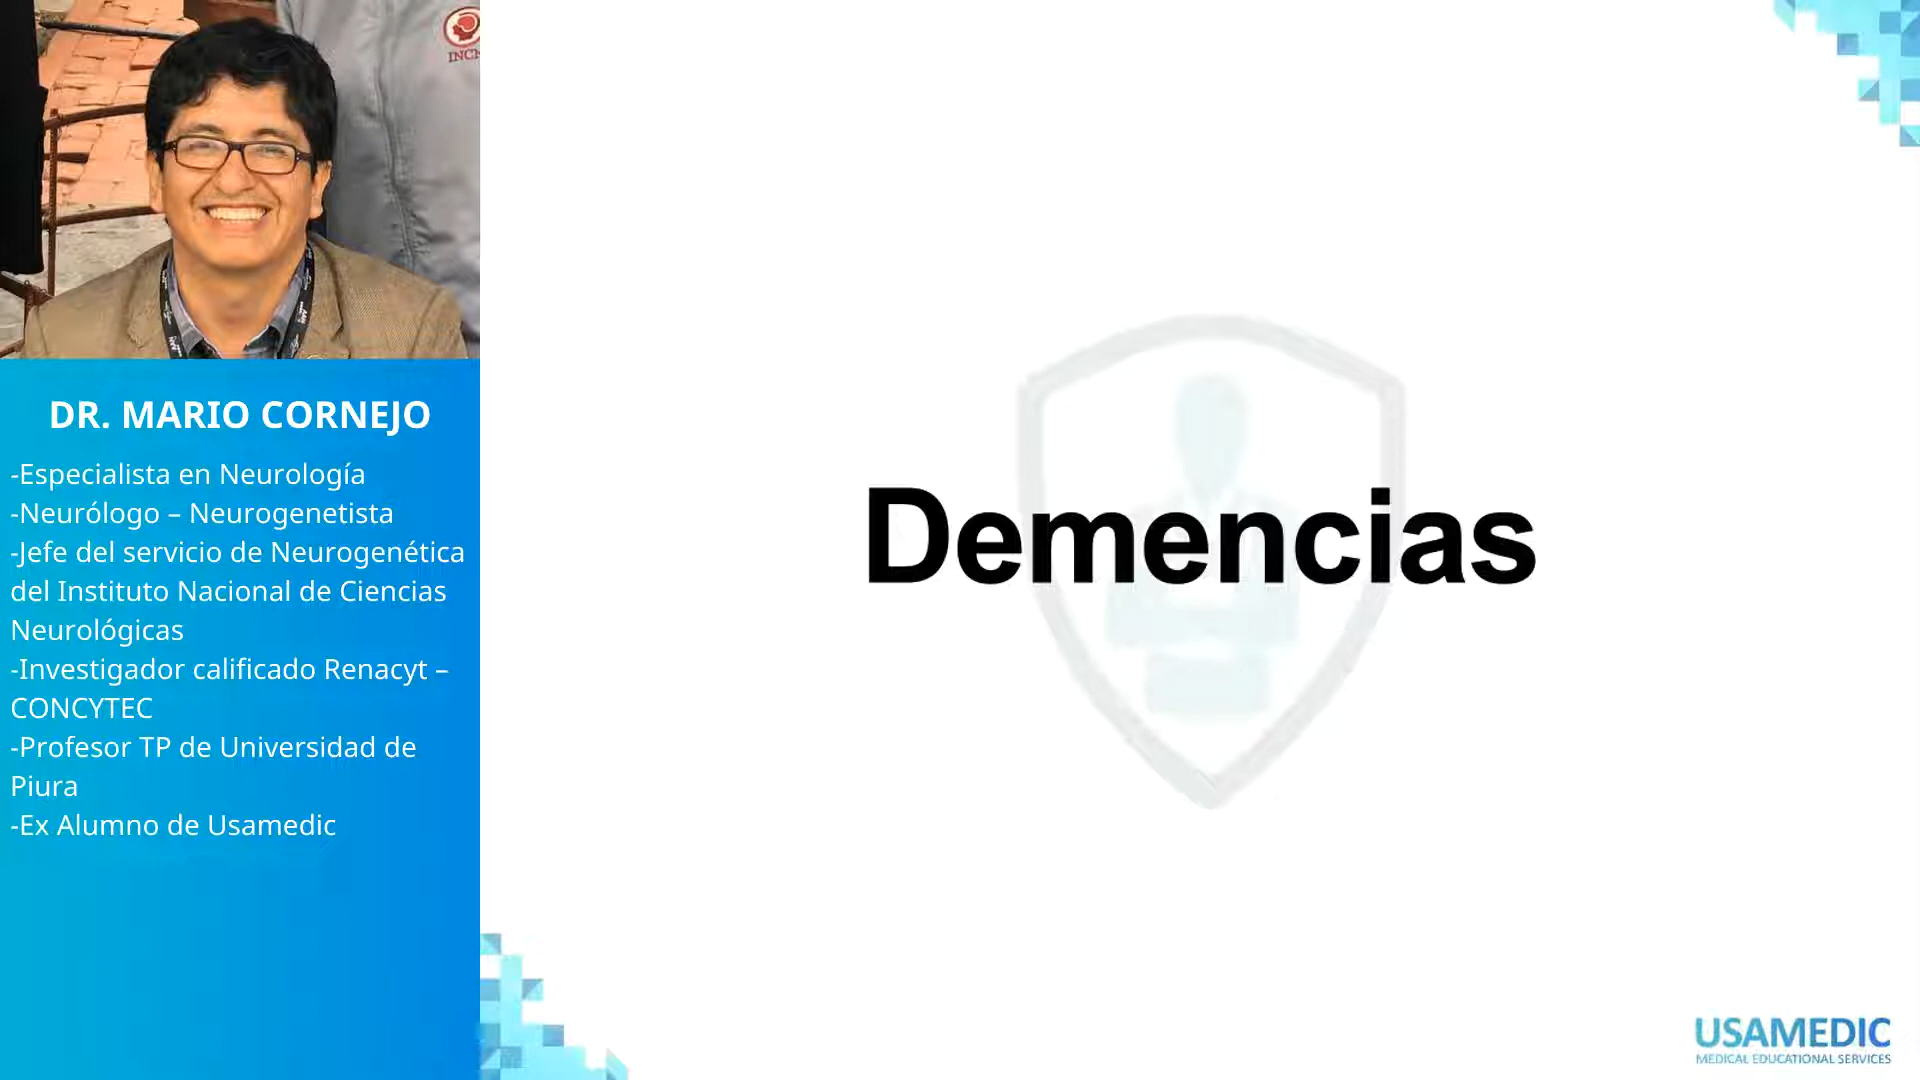 INCN
DR. MARIO CORNEJO
-Especialista en Neurología
-Neurólogo – Neurogenetista
-Jefe del servicio de Neurogenética
del Instituto Nacional de Ciencias
Neurológicas
-Investigador calificado Renacyt –
CONCYTEC
-Profesor TP de Universidad de
Piura
-Ex Alumno de Usamedic
Demencias
USAMEDIC
MEDICAL EDUCATIONAL SERVICES